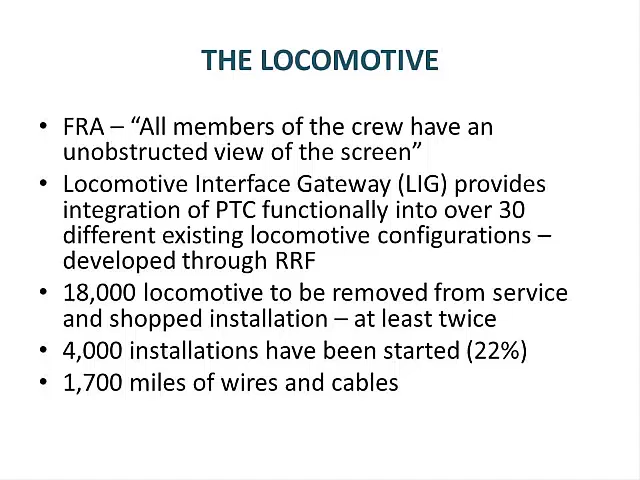 THE LOCOMOTIVE
• FRA – “All members of the crew have an
unobstructed view of the screen”
• Locomotive Interface Gateway (LIG) provides
integration of PTC functionally into over 30
different existing locomotive configurations –
developed through RRF
• 18,000 locomotive to be removed from service
and shopped installation – at least twice
• 4,000 installations have been started (22%)
• 1,700 miles of wires and cables